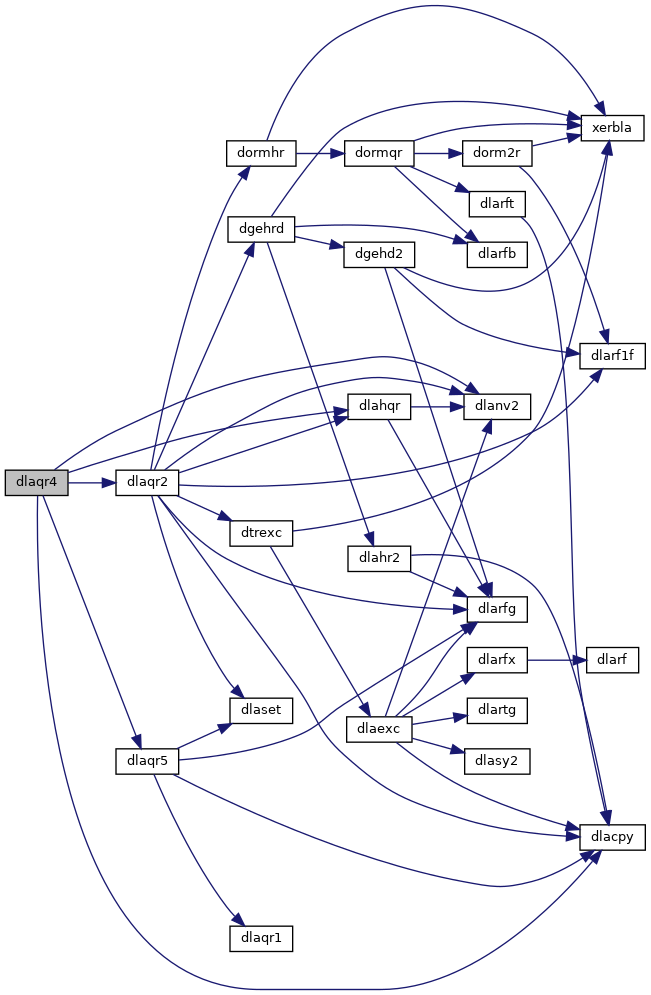 xerbla
dormhr
dormqr
dorm2r
dlarft
dgehrd
dgehd2
dlarfb
dlarf1f
dlahqr
dlanv2
dlaqr4
dlaqr2
dtrexc
dlahr2
dlarfg
dlarfx
dlarf
dlaset
dlartg
dlaexc
dlaqr5
dlasy2
dlacpy
dlaqr1